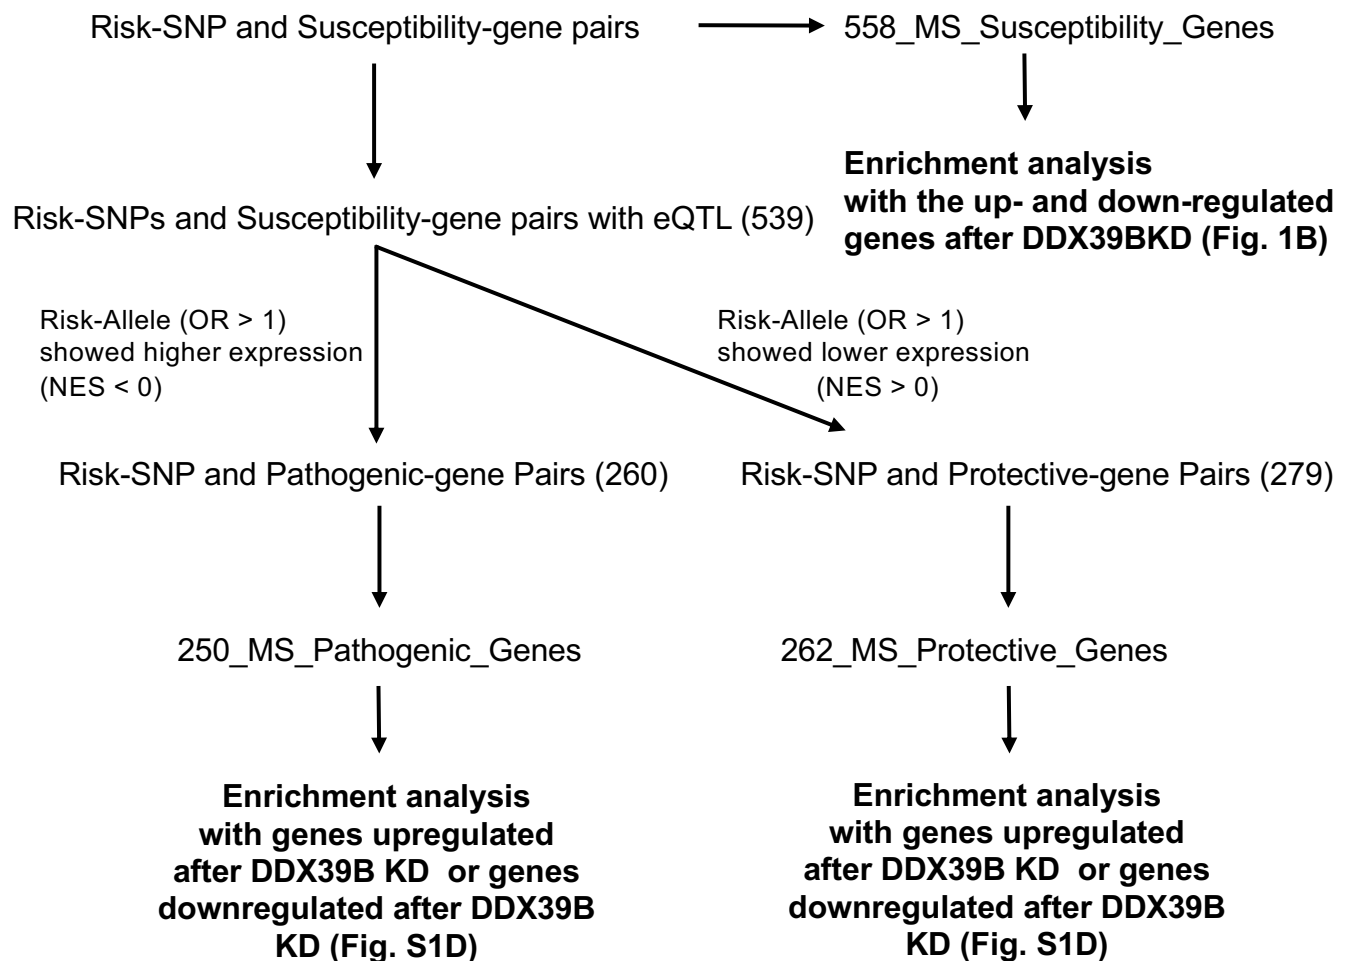 Risk-SNP and Susceptibility-gene pairs
558_MS_Susceptibility_Genes
Enrichment analysis
with the up- and down-regulated
genes after DDX39BKD (Fig. 1B)
Risk-SNPs and Susceptibility-gene pairs with eQTL (539)
Risk-Allele (OR > 1)
showed higher expression
(NES < 0)
Risk-Allele (OR > 1)
showed lower expression
(NES > 0)
Risk-SNP and Pathogenic-gene Pairs (260)
Risk-SNP and Protective-gene Pairs (279)
250_MS_Pathogenic_Genes
262_MS_Protective_Genes
Enrichment analysis
with genes upregulated
after DDX39B KD or genes
downregulated after DDX39B
KD (Fig. S1D)
Enrichment analysis
with genes upregulated
after DDX39B KD or genes
downregulated after DDX39B
KD (Fig. S1D)